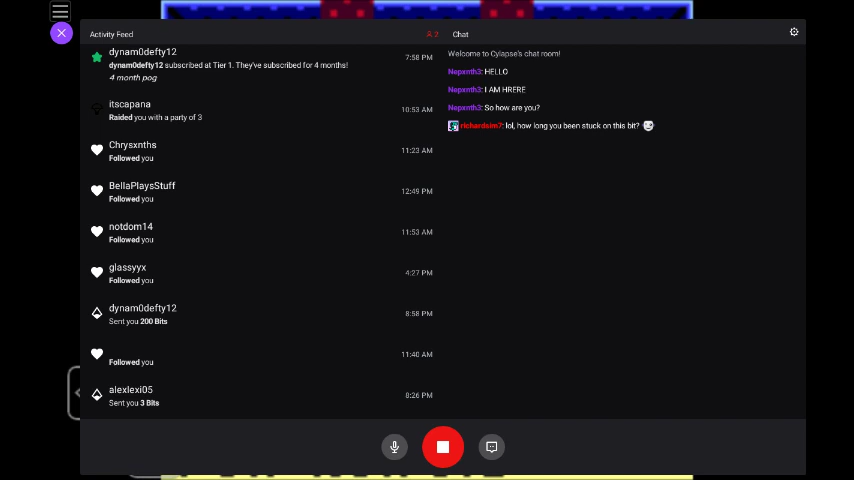 Activity Feed
2
Chat
dynam0defty12
dynam0defty12 subscribed at Tier 1. They've subscribed for 4 months!
4 month pog
7:58 PM
itscapana
Raided you with a party of 3
10:53 AM
Chrysxnths
Followed you
11:23 AM
BellaPlaysStuff
Followed you
12:49 PM
notdom14
Followed you
11:53 AM
glassyyx
Followed you
4:27 PM
dynam0defty12
Sent you 200 Bits
8:58 PM
Followed you
11:40 AM
alexlexi05
Sent you 3 Bits
8:26 PM
Welcome to Cylapse's chat room!
Nepxnth3: HELLO
Nepxnth3: I AM HRERE
Nepxnth3: So how are you?
richardsim7: lol, how long you been stuck on this bit?